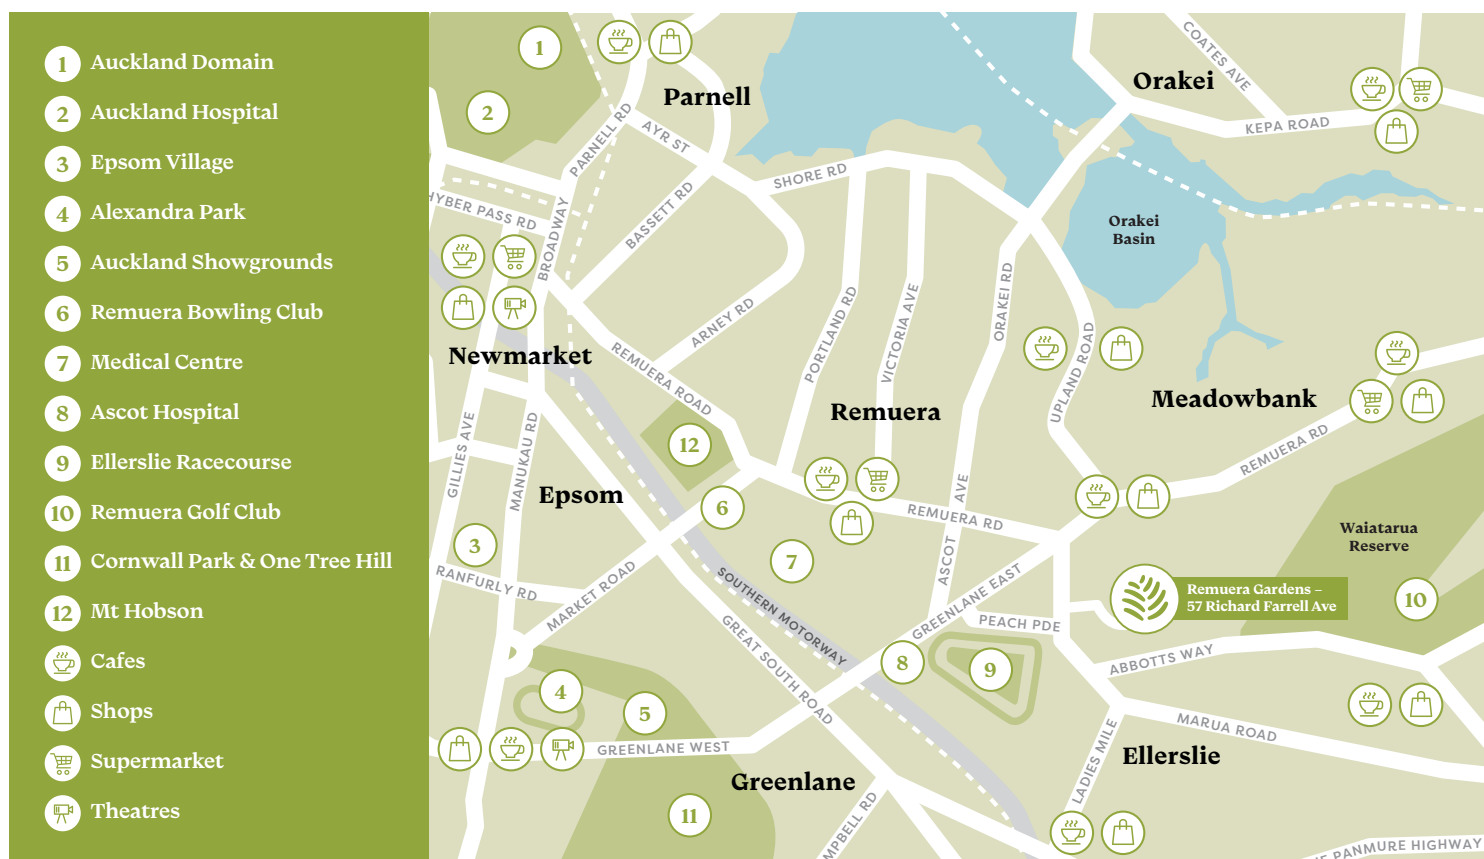 1 Auckland Domain
2 Auckland Hospital
3 Epsom Village
4 Alexandra Park
5 Auckland Showgrounds
6 Remuera Bowling Club
7 Medical Centre
8 Ascot Hospital
9 Ellerslie Racecourse
10 Remuera Golf Club
11 Cornwall Park & One Tree Hill
12 Mt Hobson
Cafes
Shops
Supermarket
Theatres
1
2
Parnell
Orakei
COATES AVE
KEPA ROAD
PARNELL RD
AYR ST
SHORE RD
BASSETT RD
HYBER PASS RD
BROADWAY
Orakei
Basin
ARNEY RD
PORTLAND RD
VICTORIA AVE
ORAKEI RD
UPLAND ROAD
Newmarket
REMUERA ROAD
Remuera
Meadowbank
REMUERA RD
GILLIES AVE
MANUKAU RD
12
Epsom
6
REMUERA RD
ASCOT AVE
Waiatarua
Reserve
3
7
RANFURLY RD
MARKET ROAD
SOUTHERN MOTORWAY
GREENLANE EAST
PEACH PDE
Remuera Gardens –
57 Richard Farrell Ave
10
GREAT SOUTH ROAD
8
9
ABBOTTS WAY
4
5
GREENLANE WEST
MARUA ROAD
LADIES MILE
Ellerslie
Greenlane
11
MPBELL RD
E PANMURE HIGHWAY